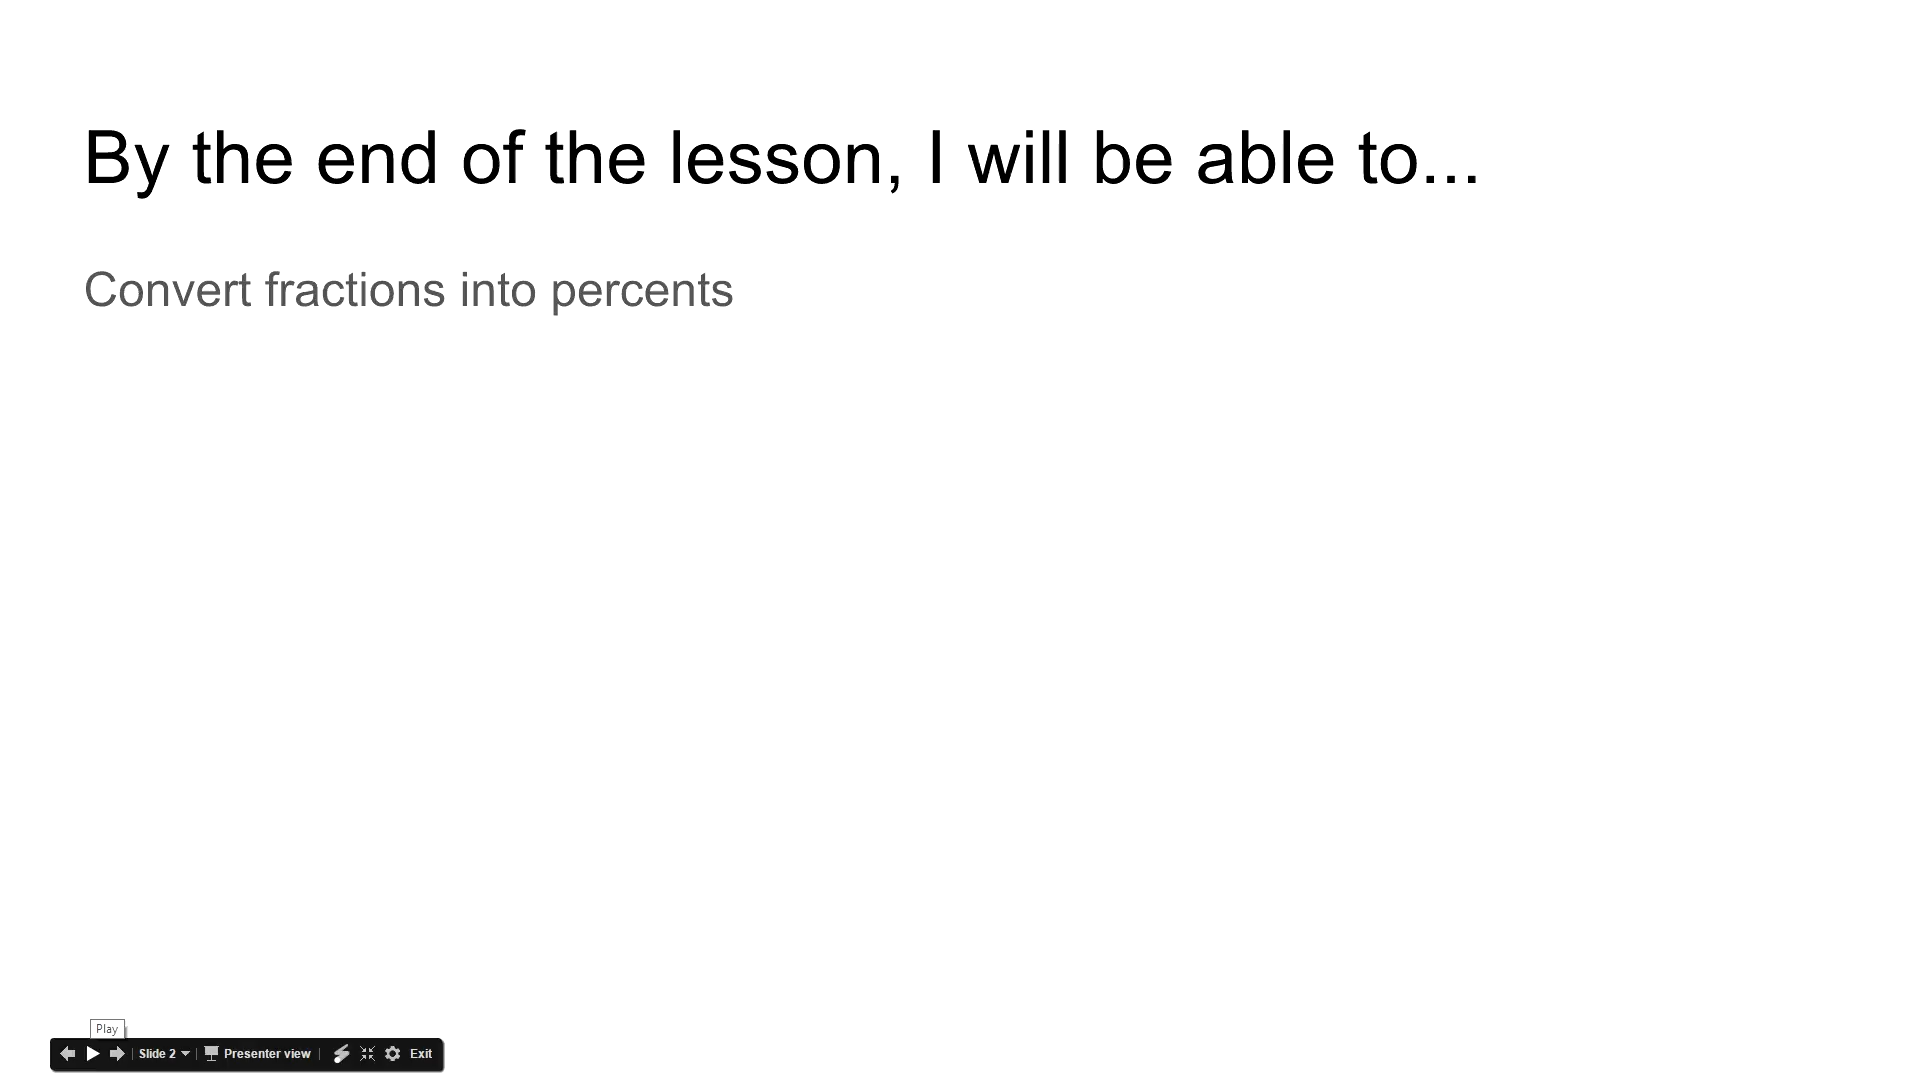 By the end of the lesson, I will be able to...
Convert fractions into percents
Play
Slide 2 Presenter view Exit